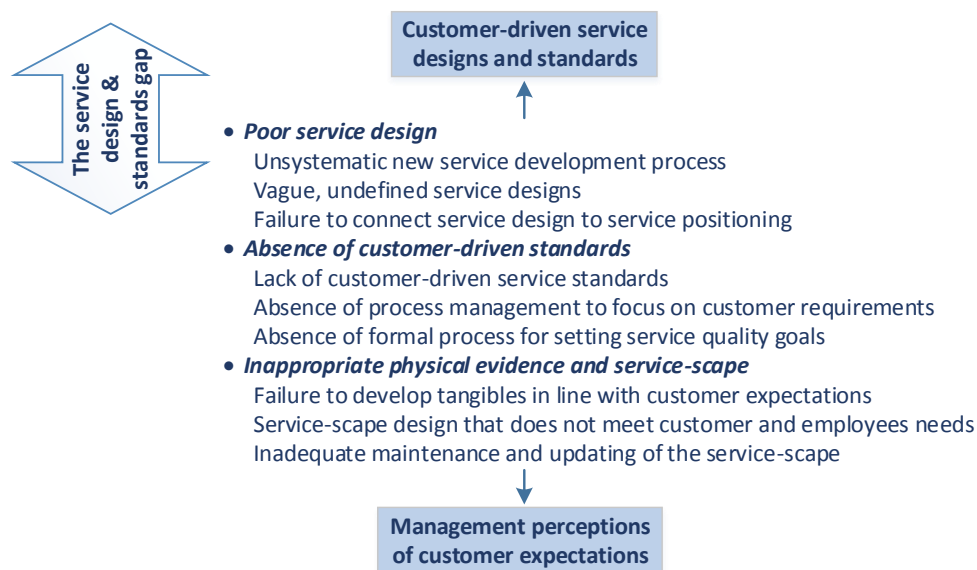 The service
design &
standards gap
Customer-driven service
designs and standards
• Poor service design
Unsystematic new service development process
Vague, undefined service designs
Failure to connect service design to service positioning
• Absence of customer-driven standards
Lack of customer-driven service standards
Absence of process management to focus on customer requirements
Absence of formal process for setting service quality goals
• Inappropriate physical evidence and service-scape
Failure to develop tangibles in line with customer expectations
Service-scape design that does not meet customer and employees needs
Inadequate maintenance and updating of the service-scape
Management perceptions
of customer expectations